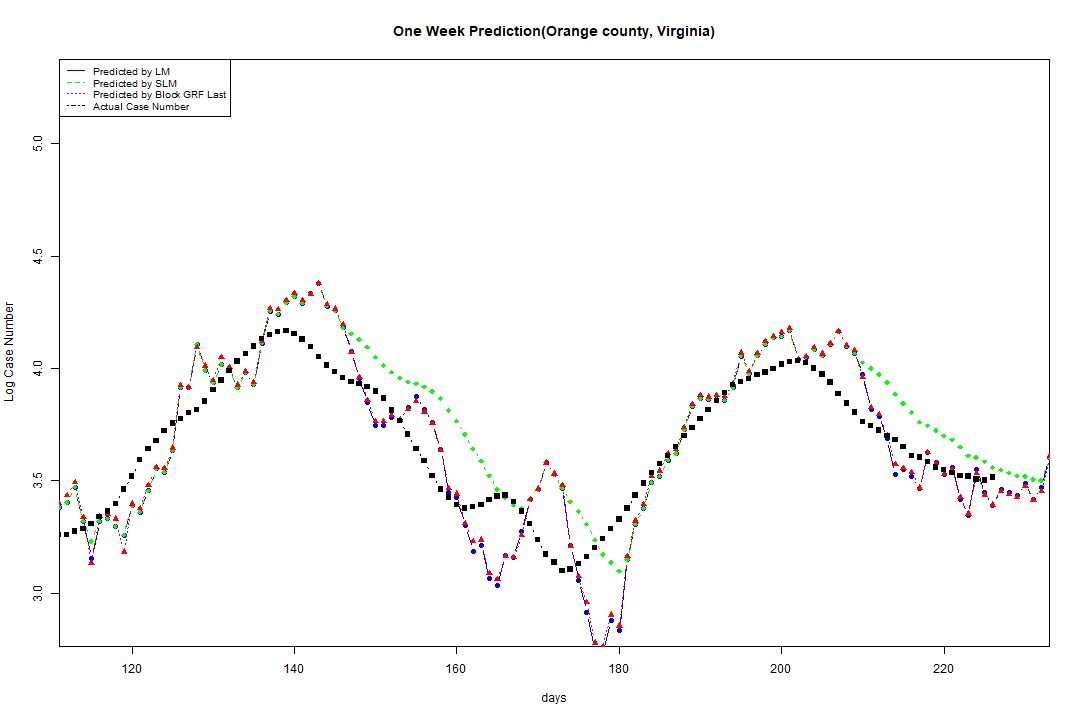 One Week Prediction(Orange county, Virginia)
Predicted by LM
Predicted by SLM
Predicted by Block GRF Last
Actual Case Number
5.0
4.5
4.0
3.5
3.0
Log Case Number
120 140 160 180 200 220
days